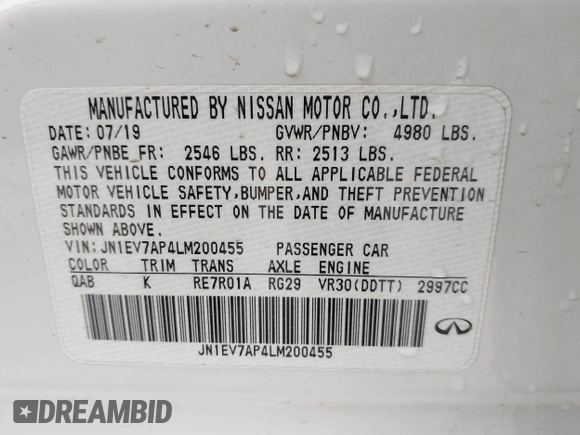 MANUFACTURED BY NISSAN MOTOR CO.,LTD.
DATE: 07/19 GVWR/PNBV: 4980 LBS.
GAWR/PNBE FR: 2546 LBS. RR: 2513 LBS.
THIS VEHICLE CONFORMS TO ALL APPLICABLE FEDERAL
MOTOR VEHICLE SAFETY,BUMPER,AND THEFT PREVENTION
STANDARDS IN EFFECT ON THE DATE OF MANUFACTURE
SHOWN ABOVE.
VIN: JN1EV7AP4LM200455 PASSENGER CAR
COLOR TRIM TRANS AXLE ENGINE
QAB K RE7R01A RG29 VR30(DDTT) 2997CC
JN1EV7AP4LM200455
DREAMBID